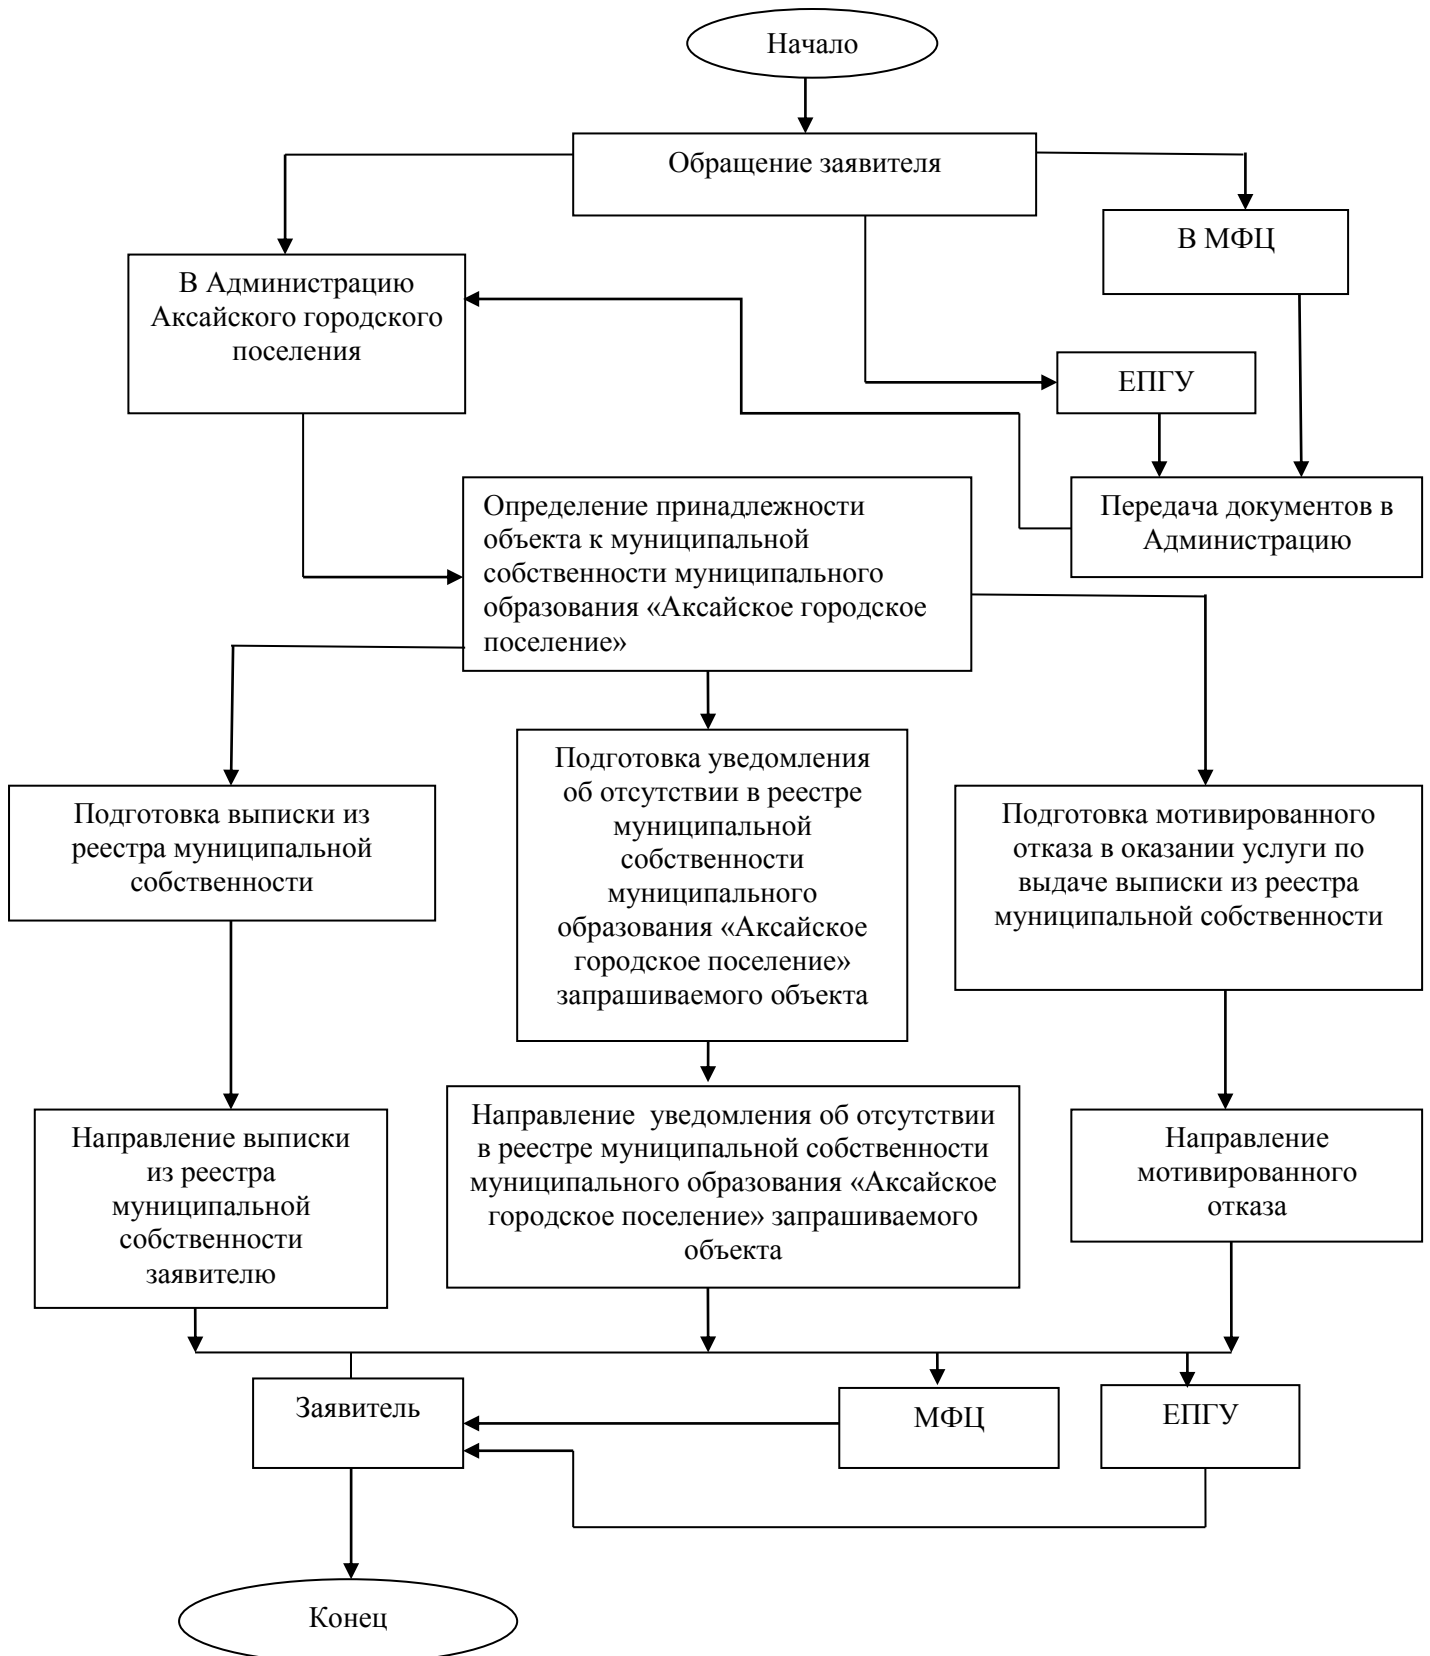 Начало
Обращение заявителя
В МФЦ
В Администрацию
Аксайского городского
поселения
ЕПГУ
Определение принадлежности
объекта к муниципальной
собственности муниципального
образования «Аксайское городское
поселение»
Передача документов в
Администрацию
Подготовка выписки из
реестра муниципальной
собственности
Подготовка уведомления
об отсутствии в реестре
муниципальной
собственности
муниципального
образования «Аксайское
городское поселение»
запрашиваемого объекта
Подготовка мотивированного
отказа в оказании услуги по
выдаче выписки из реестра
муниципальной собственности
Направление выписки
из реестра
муниципальной
собственности
заявителю
Направление уведомления об отсутствии
в реестре муниципальной собственности
муниципального образования «Аксайское
городское поселение» запрашиваемого
объекта
Направление
мотивированного
отказа
Заявитель
МФЦ
ЕПГУ
Конец